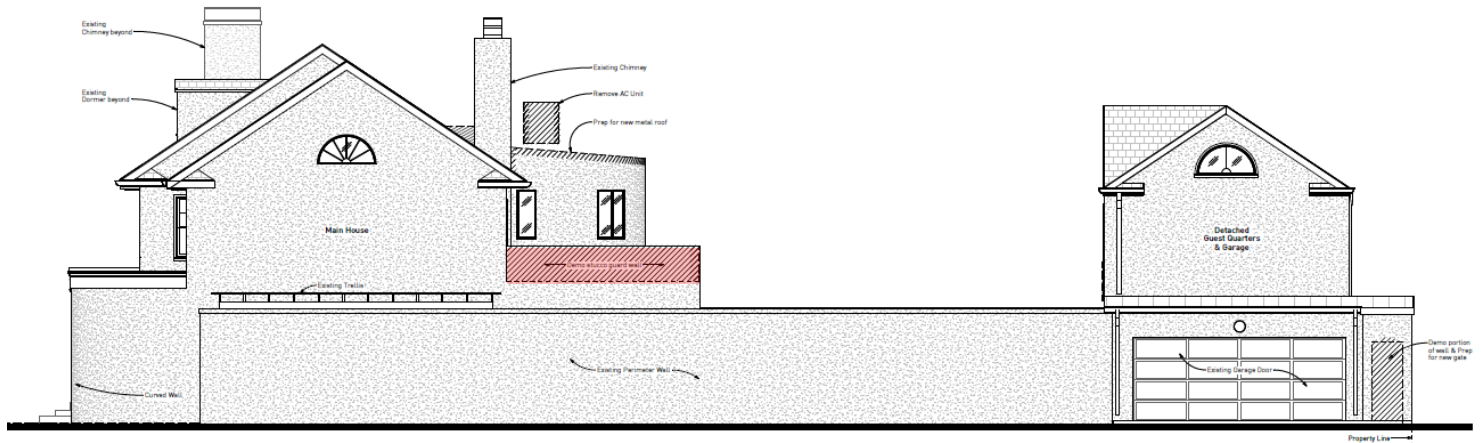 Existing
Chimney beyond
Existing
Dormer beyond
Existing Chimney
Remove AC Unit
Prep for new metal roof
Main House
Detached
Guest Quarters
& Garage
Demo stucco guard wall
Existing Trellis
Existing Perimeter Wall
Existing Garage Door
Demo portion
of wall & Prep
for new gate
Curved Wall
Property Line